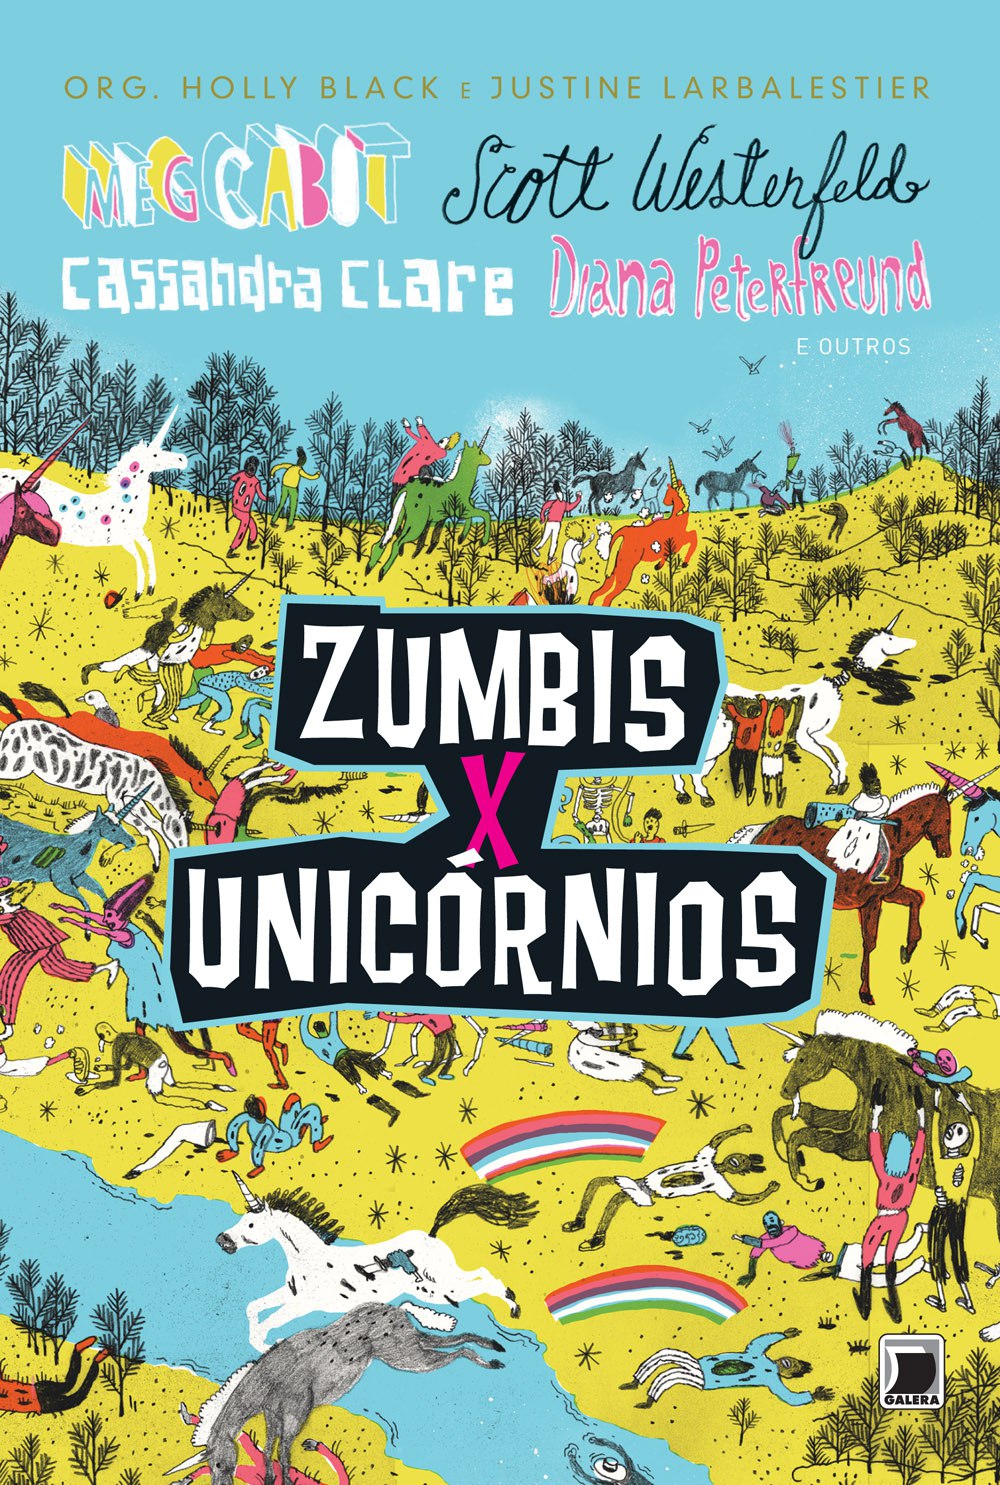 ORG. HOLLY BLACK E JUSTINE LARBALESTIER
MEG CABOT Scott Westerfeld
Cassandra Clare Diana Peterfreund
E OUTROS
ZUMBIS
X
UNICÓRNIOS
GALERA